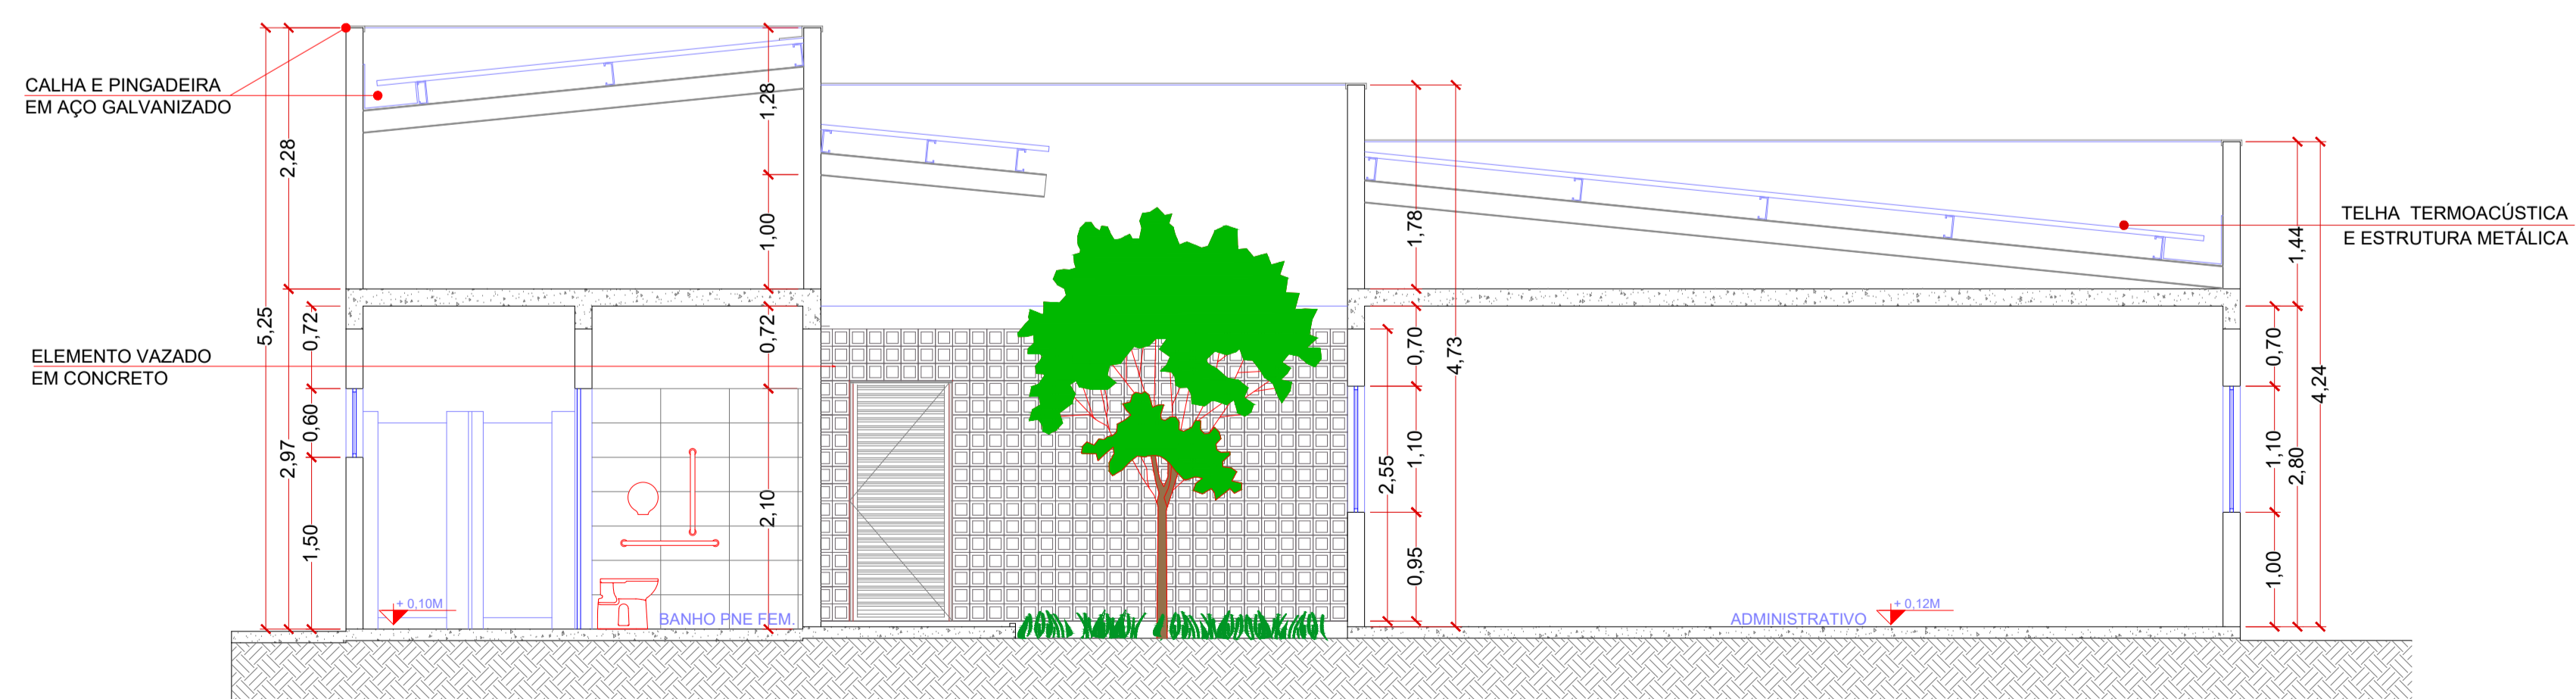 CALHA E PINGADEIRA
EM AÇO GALVANIZADO
ELEMENTO VAZADO
EM CONCRETO
5,25
2,28
2,97
0,72
0,60
1,50
1,28
1,00
0,72
2,10
+ 0,10M
BANHO PNE FEM.
1,78
4,73
0,70
2,55
1,10
0,95
ADMINISTRATIVO
+ 0,12M
TELHA TERMOACÚSTICA
E ESTRUTURA METÁLICA
1,44
4,24
0,70
1,10
2,80
1,00